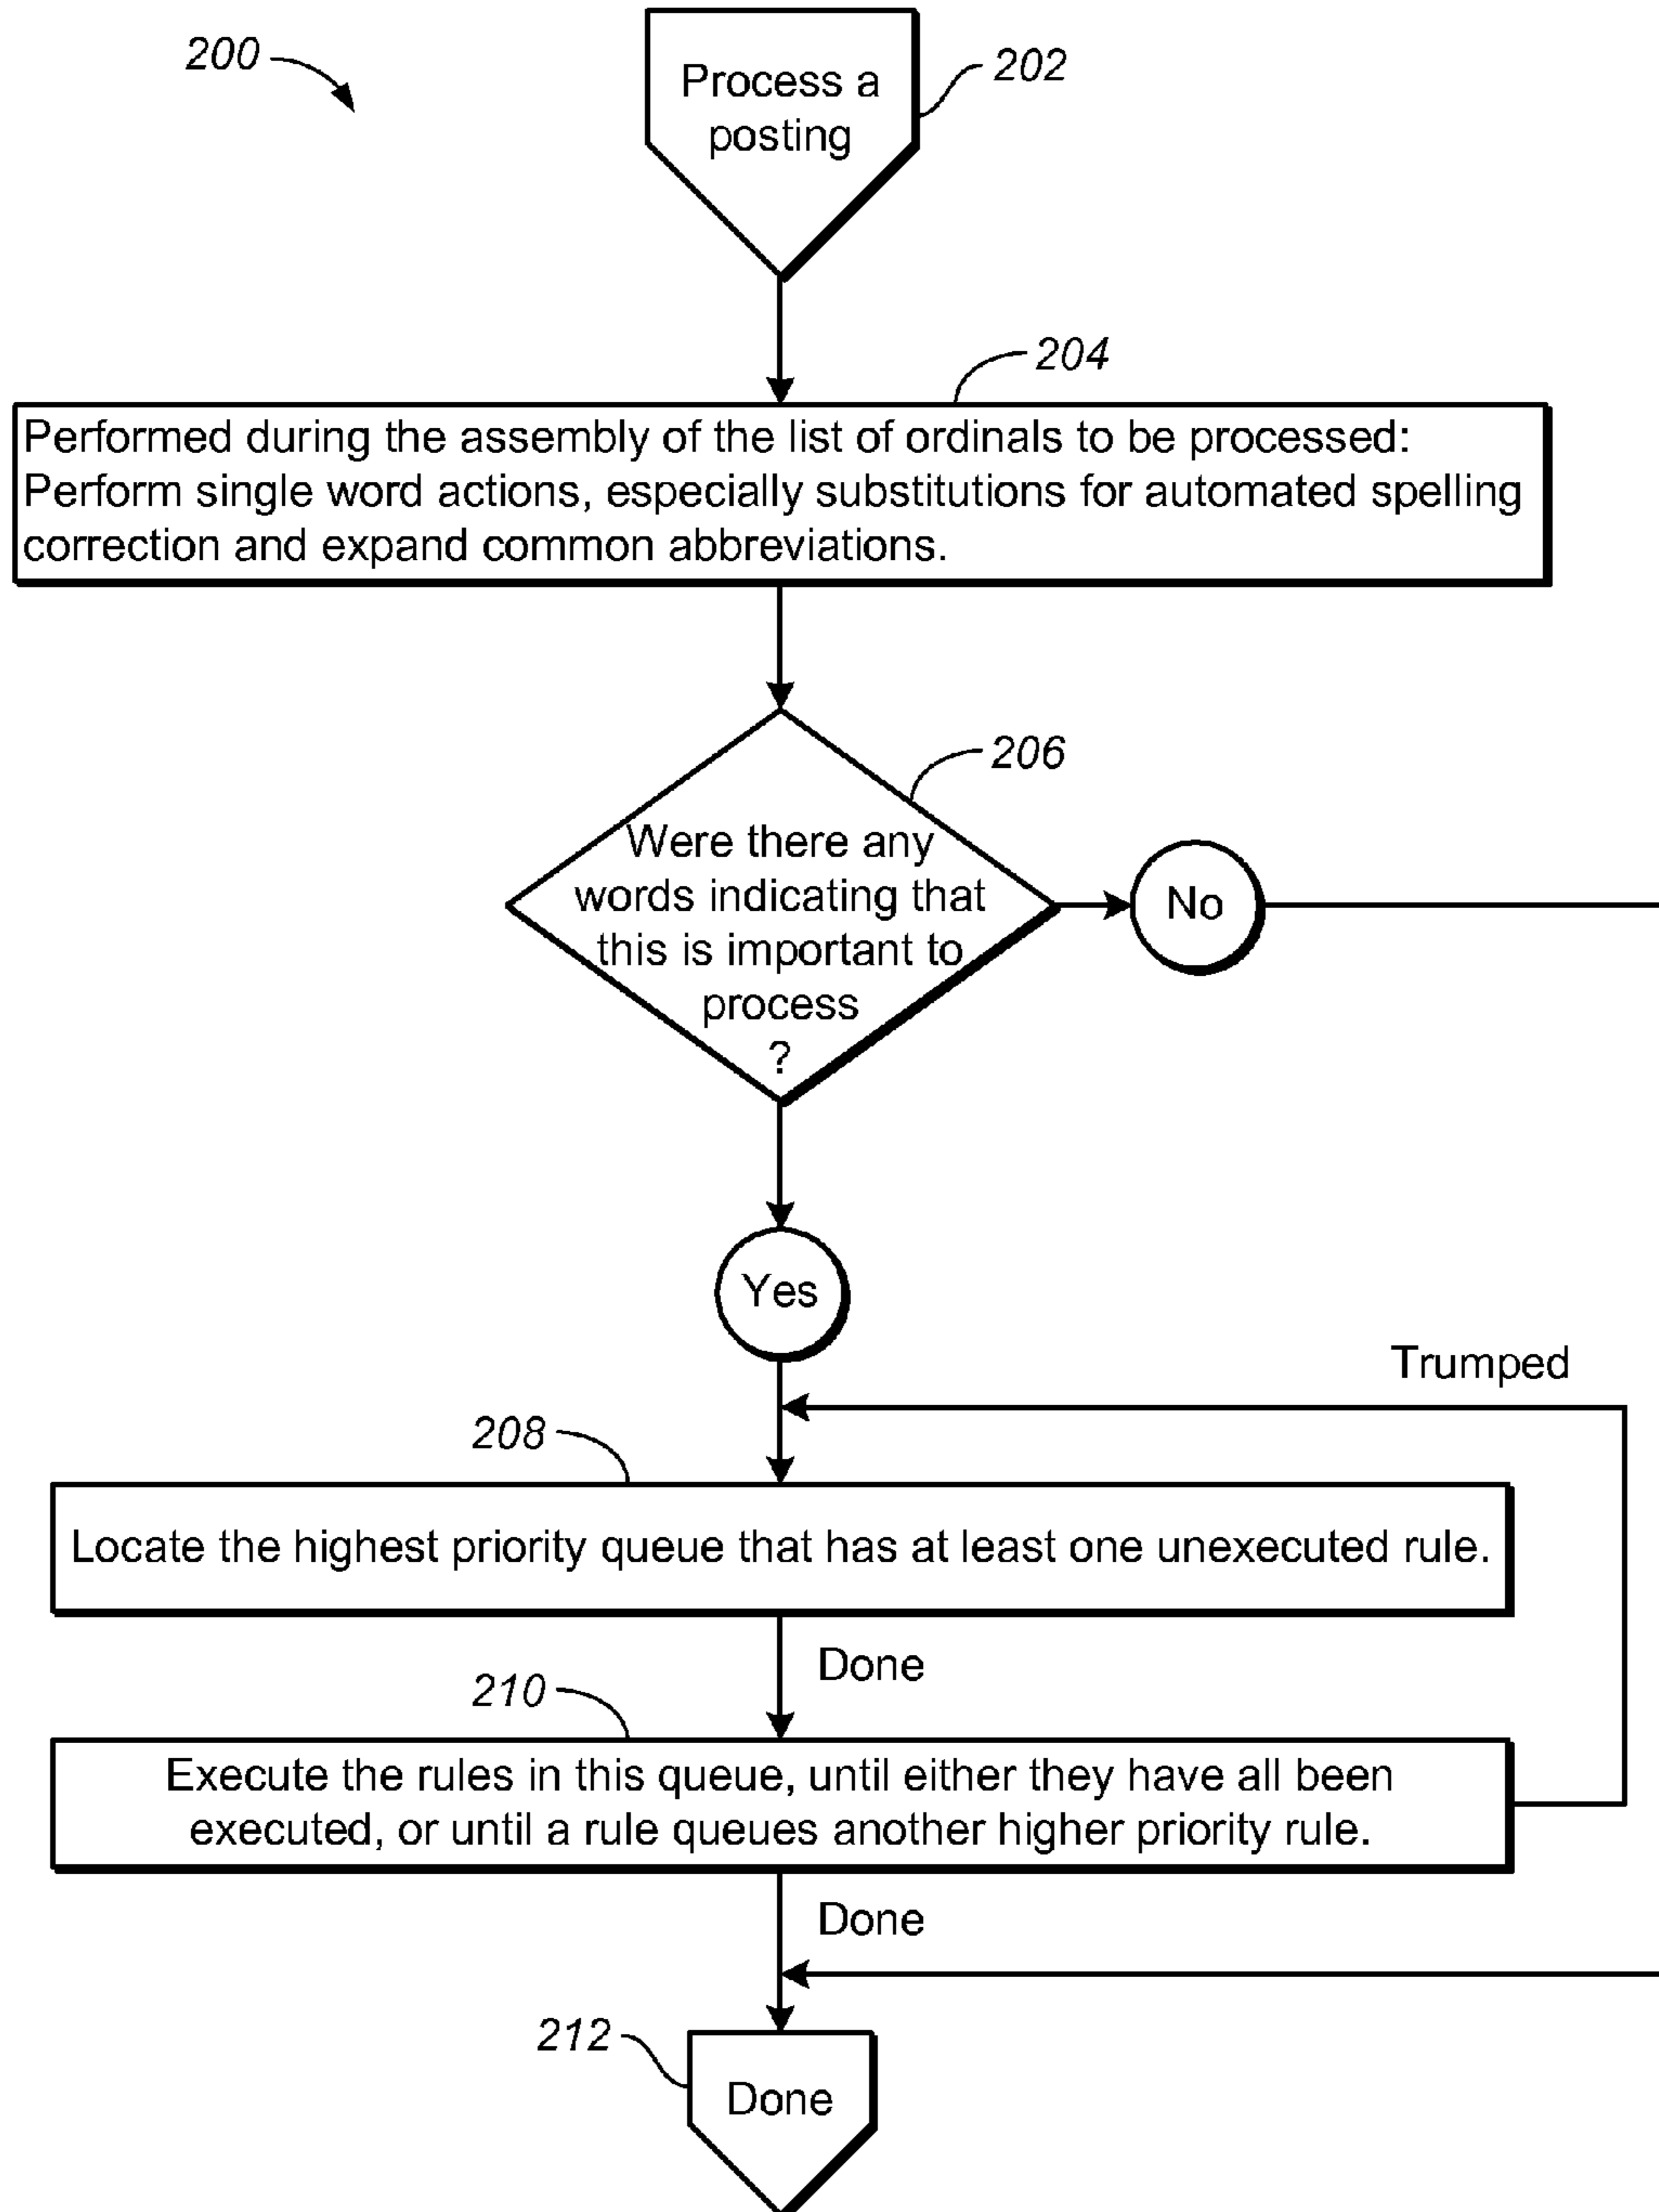 200
Process a
posting
202
204
Performed during the assembly of the list of ordinals to be processed:
Perform single word actions, especially substitutions for automated spelling
correction and expand common abbreviations.
206
Were there any
words indicating that
this is important to
process
?
No
Yes
Trumped
208
Locate the highest priority queue that has at least one unexecuted rule.
Done
210
Execute the rules in this queue, until either they have all been
executed, or until a rule queues another higher priority rule.
Done
212
Done